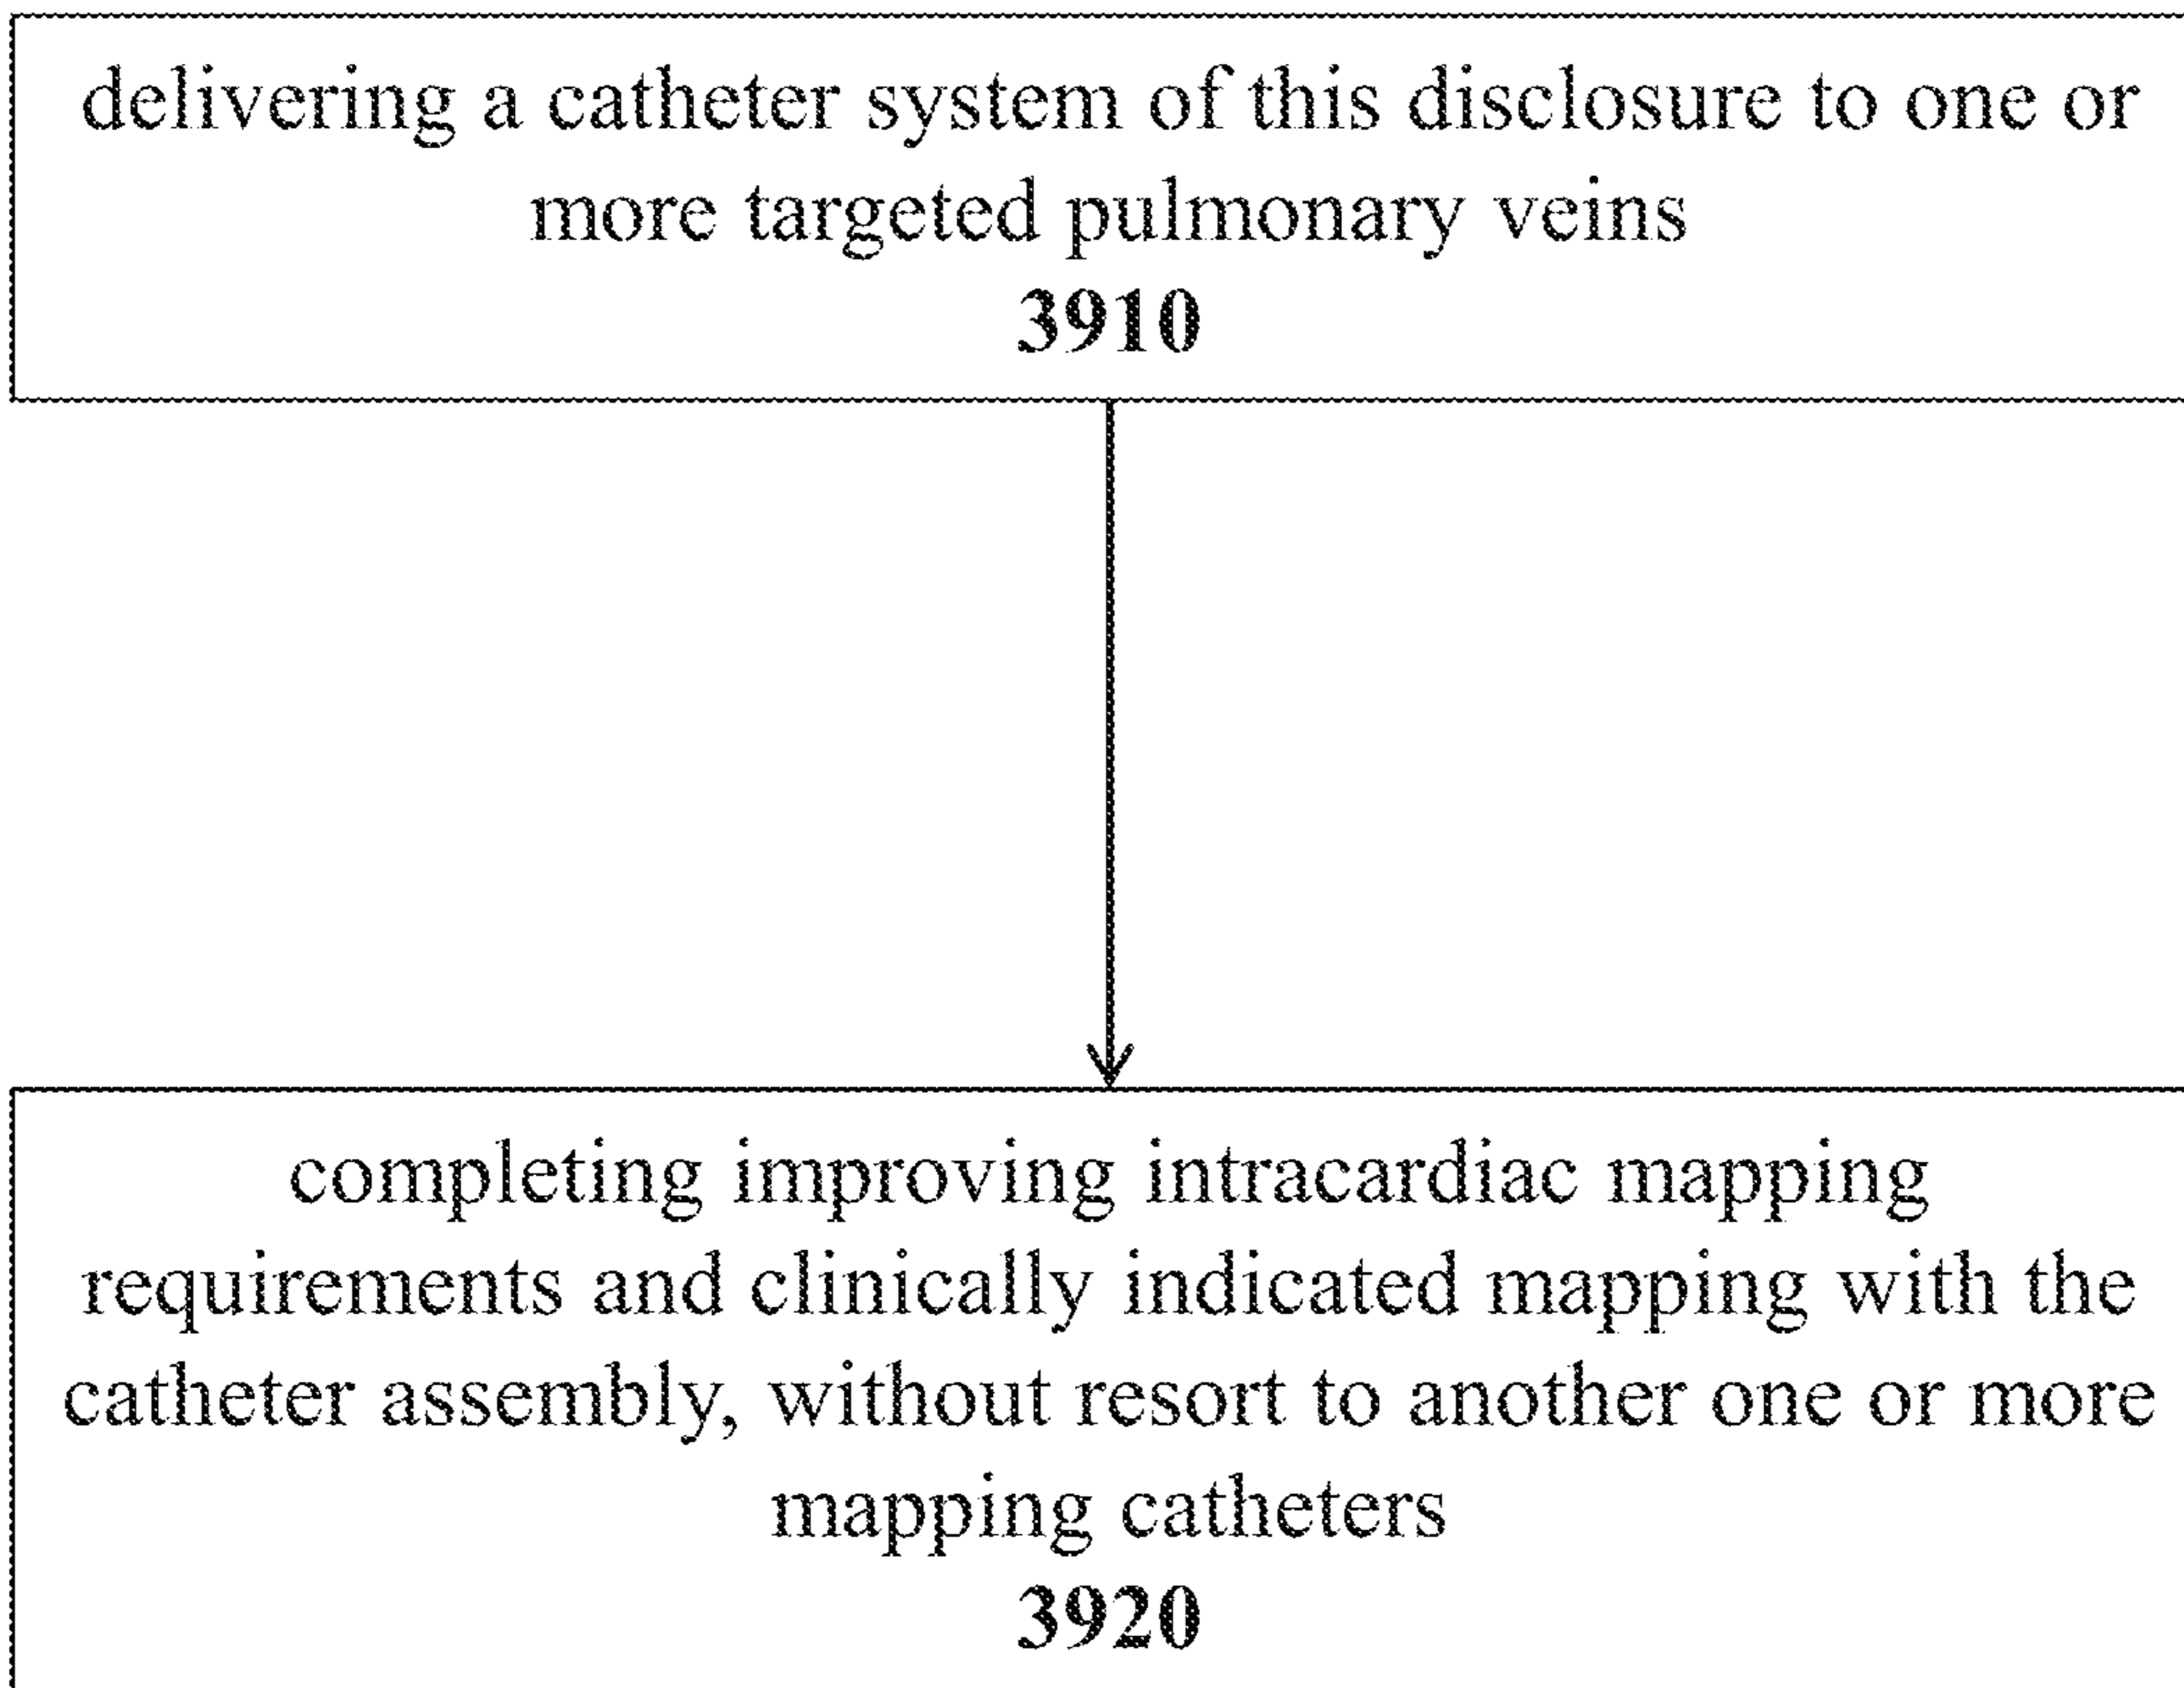 delivering a catheter system of this disclosure to one or
more targeted pulmonary veins
3910
completing improving intracardiac mapping
requirements and clinically indicated mapping with the
catheter assembly, without resort to another one or more
mapping catheters
3920